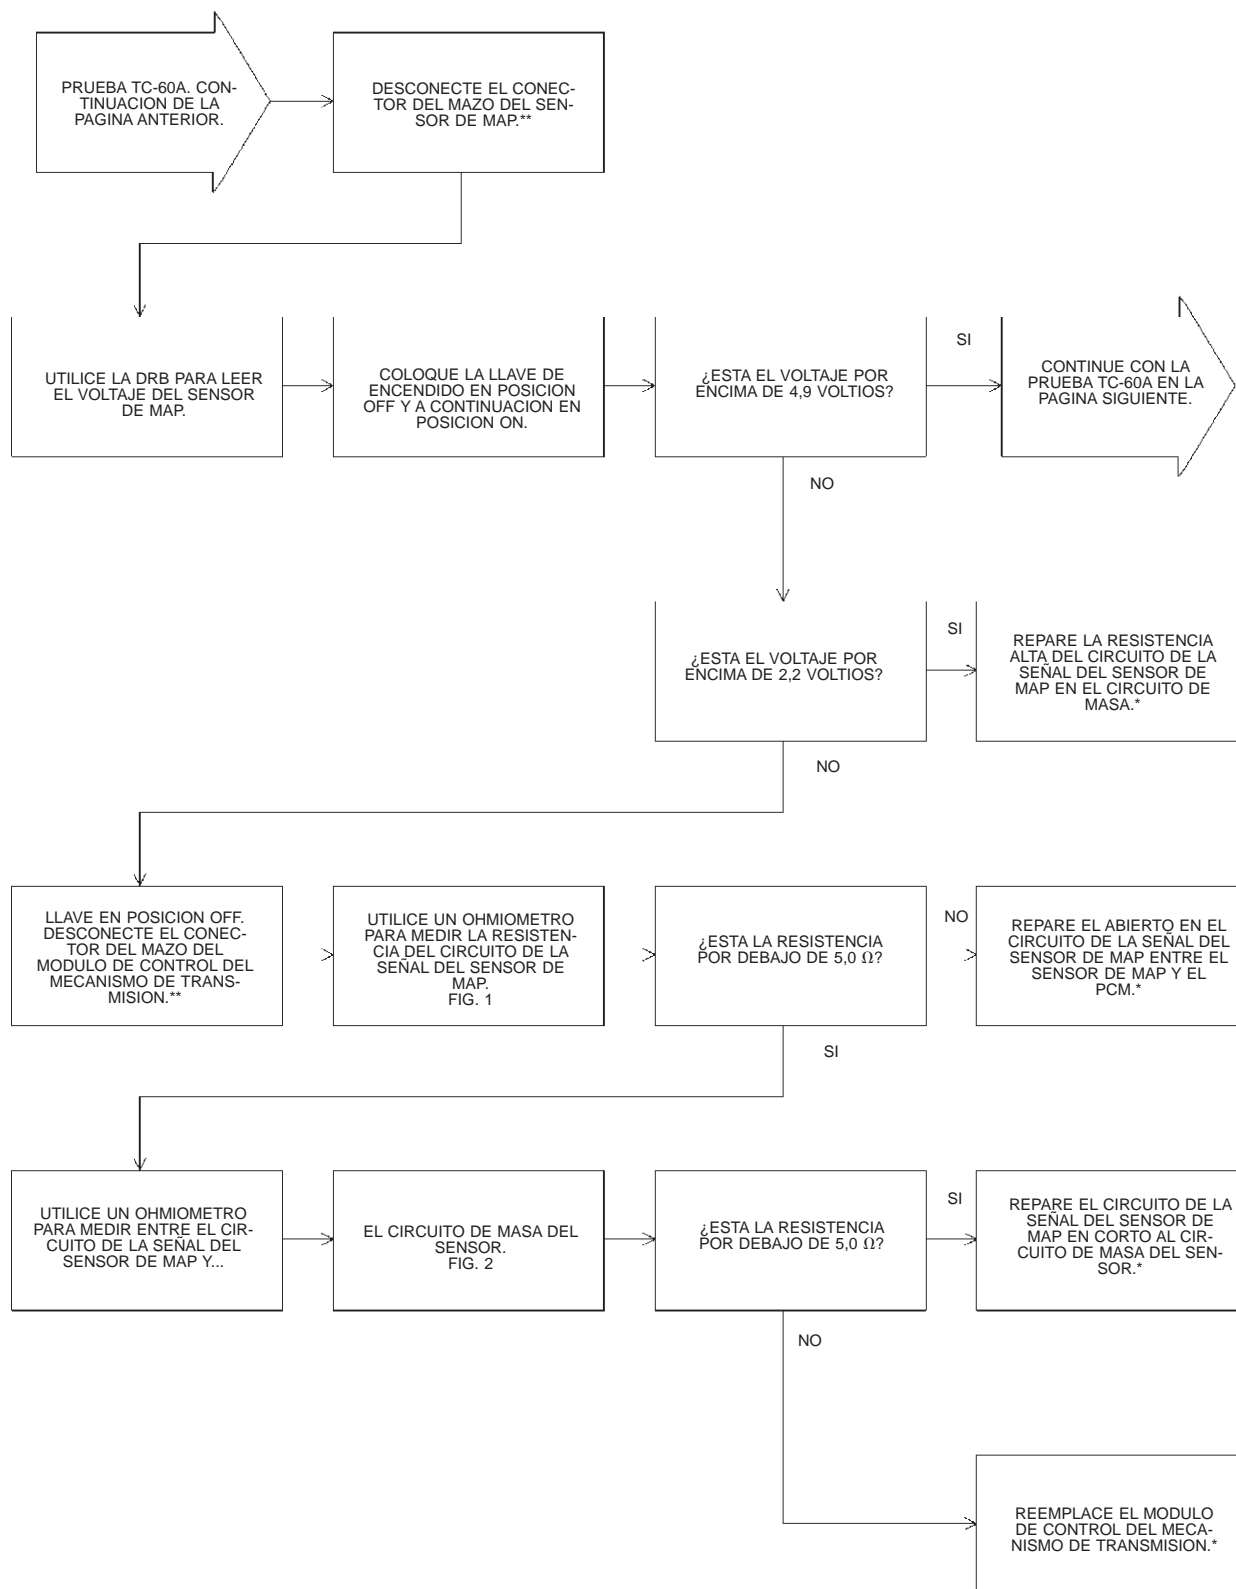 PRUEBA TC-60A. CON-
TINUACION DE LA
PAGINA ANTERIOR.
DESCONECTE EL CONEC-
TOR DEL MAZO DEL SEN-
SOR DE MAP.**
UTILICE LA DRB PARA LEER
EL VOLTAJE DEL SENSOR
DE MAP.
COLOQUE LA LLAVE DE
ENCENDIDO EN POSICION
OFF Y A CONTINUACION EN
POSICION ON.
¿ESTA EL VOLTAJE POR
ENCIMA DE 4,9 VOLTIOS?
SI
CONTINUE CON LA
PRUEBA TC-60A EN LA
PAGINA SIGUIENTE.
NO
¿ESTA EL VOLTAJE POR
ENCIMA DE 2,2 VOLTIOS?
SI
REPARE LA RESISTENCIA
ALTA DEL CIRCUITO DE LA
SEÑAL DEL SENSOR DE
MAP EN EL CIRCUITO DE
MASA.*
NO
LLAVE EN POSICION OFF.
DESCONECTE EL CONEC-
TOR DEL MAZO DEL
MODULO DE CONTROL DEL
MECANISMO DE TRANS-
MISION.**
UTILICE UN OHMIOMETRO
PARA MEDIR LA RESISTEN-
CIA DEL CIRCUITO DE LA
SEÑAL DEL SENSOR DE
MAP.
FIG. 1
¿ESTA LA RESISTENCIA
POR DEBAJO DE 5,0 Ω?
NO
REPARE EL ABIERTO EN EL
CIRCUITO DE LA SEÑAL DEL
SENSOR DE MAP ENTRE EL
SENSOR DE MAP Y EL
PCM.*
SI
UTILICE UN OHMIOMETRO
PARA MEDIR ENTRE EL CIR-
CUITO DE LA SEÑAL DEL
SENSOR DE MAP Y...
EL CIRCUITO DE MASA DEL
SENSOR.
FIG. 2
¿ESTA LA RESISTENCIA
POR DEBAJO DE 5,0 Ω?
SI
REPARE EL CIRCUITO DE LA
SEÑAL DEL SENSOR DE
MAP EN CORTO AL CIR-
CUITO DE MASA DEL SEN-
SOR.*
NO
REEMPLACE EL MODULO
DE CONTROL DEL MECA-
NISMO DE TRANSMISION.*